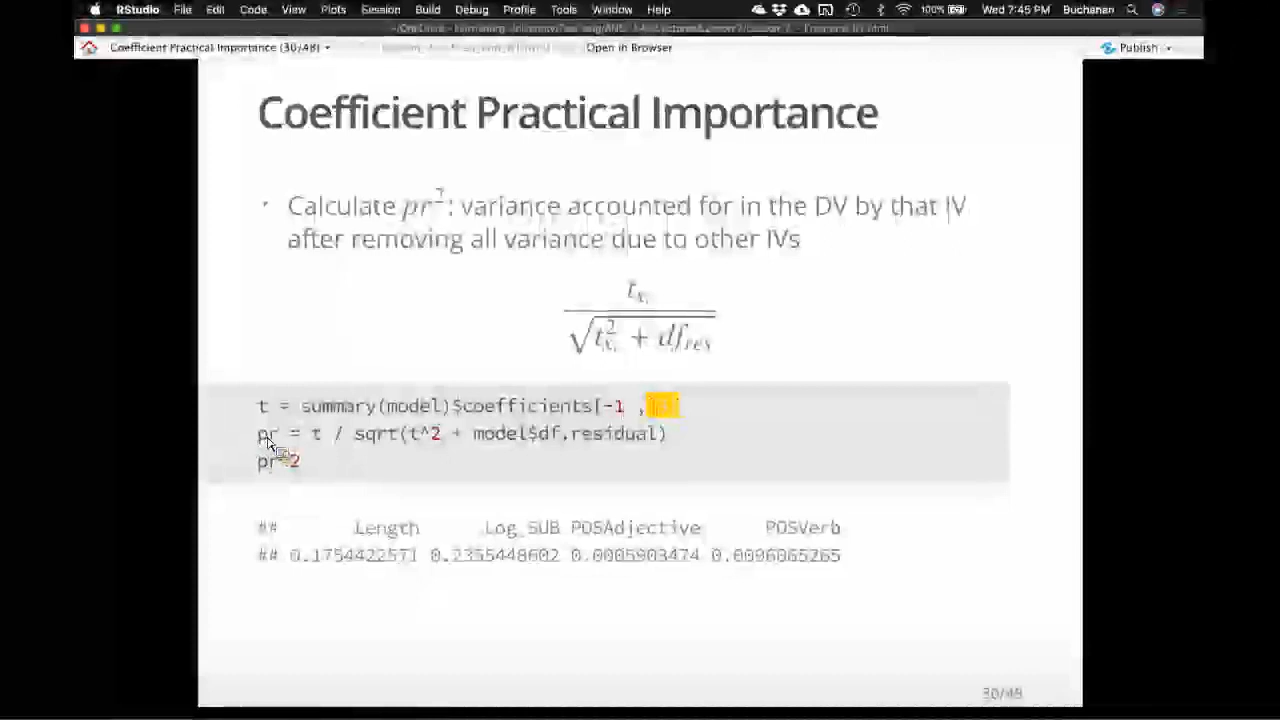 RStudio File Edit Code View Plots Session Build Debug Profile Tools Window Help 100% Wed 7:45 PM Buchanan
Coefficient Practical Importance (30/48) Open in Browser Publish
Coefficient Practical Importance
Calculate pr²: variance accounted for in the DV by that IV
after removing all variance due to other IVs
t = summary(model)$coefficients[-1 ,
pr = t / sqrt(t^2 + model$df.residual)
pr^2
## Length Log_SUB POSAdjective POSVerb
## 0.1754422571 0.2355448602 0.0005903474 0.0096065265
30/48